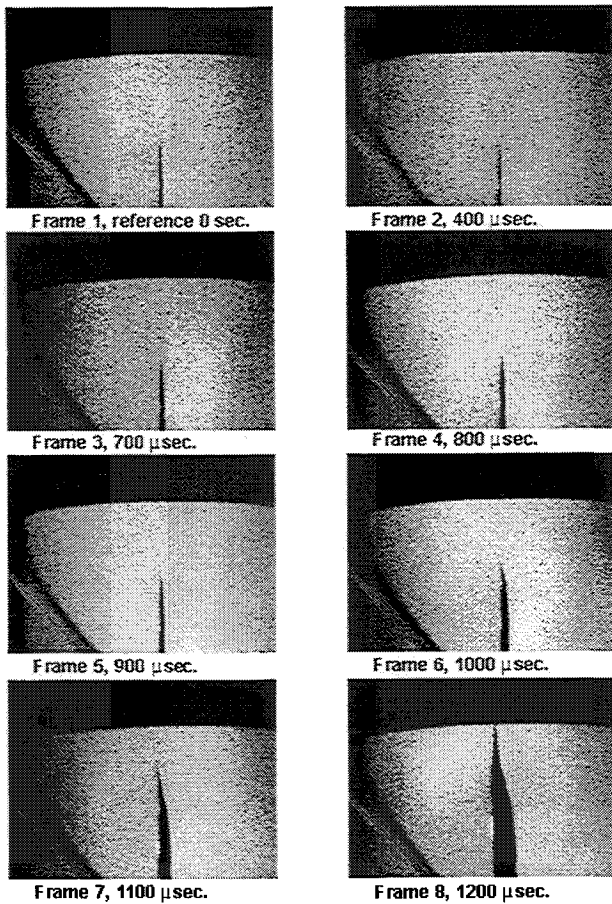 Frame 1, reference 0 sec.
Frame 2, 400 µsec.
Frame 3, 700 µsec.
Frame 4, 800 µsec.
Frame 5, 900 µsec.
Frame 6, 1000 µsec.
Frame 7, 1100 µsec.
Frame 8, 1200 µsec.